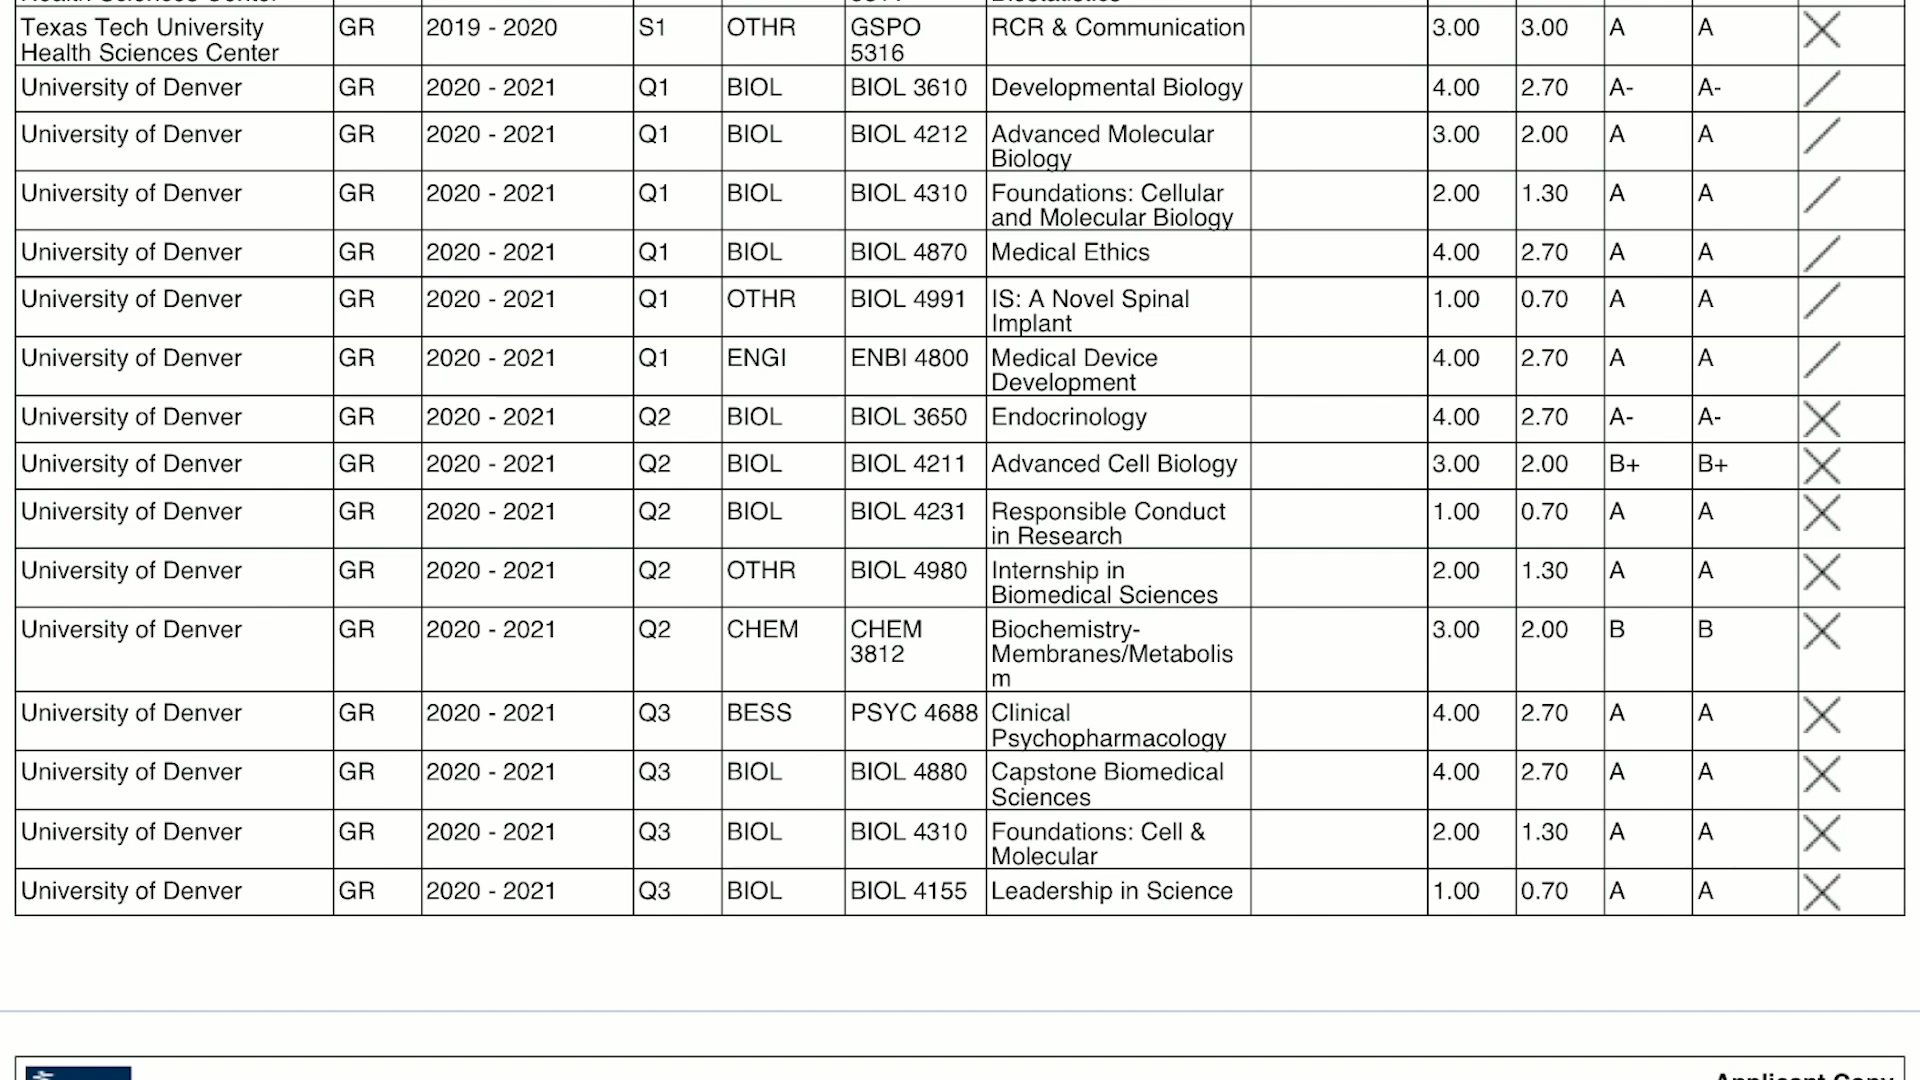 Texas Tech University GR 2019 - 2020 S1 OTHR GSPO RCR & Communication 3.00 3.00 A A
Health Sciences Center 5316
University of Denver GR 2020 - 2021 Q1 BIOL BIOL 3610 Developmental Biology 4.00 2.70 A- A-
University of Denver GR 2020 - 2021 Q1 BIOL BIOL 4212 Advanced Molecular 3.00 2.00 A A
Biology
University of Denver GR 2020 - 2021 Q1 BIOL BIOL 4310 Foundations: Cellular 2.00 1.30 A A
and Molecular Biology
University of Denver GR 2020 - 2021 Q1 BIOL BIOL 4870 Medical Ethics 4.00 2.70 A A
University of Denver GR 2020 - 2021 Q1 OTHR BIOL 4991 IS: A Novel Spinal 1.00 0.70 A A
Implant
University of Denver GR 2020 - 2021 Q1 ENGI ENBI 4800 Medical Device 4.00 2.70 A A
Development
University of Denver GR 2020 - 2021 Q2 BIOL BIOL 3650 Endocrinology 4.00 2.70 A- A-
University of Denver GR 2020 - 2021 Q2 BIOL BIOL 4211 Advanced Cell Biology 3.00 2.00 B+ B+
University of Denver GR 2020 - 2021 Q2 BIOL BIOL 4231 Responsible Conduct 1.00 0.70 A A
in Research
University of Denver GR 2020 - 2021 Q2 OTHR BIOL 4980 Internship in 2.00 1.30 A A
Biomedical Sciences
University of Denver GR 2020 - 2021 Q2 CHEM CHEM Biochemistry- 3.00 2.00 B B
3812 Membranes/Metabolis
m
University of Denver GR 2020 - 2021 Q3 BESS PSYC 4688 Clinical 4.00 2.70 A A
Psychopharmacology
University of Denver GR 2020 - 2021 Q3 BIOL BIOL 4880 Capstone Biomedical 4.00 2.70 A A
Sciences
University of Denver GR 2020 - 2021 Q3 BIOL BIOL 4310 Foundations: Cell & 2.00 1.30 A A
Molecular
University of Denver GR 2020 - 2021 Q3 BIOL BIOL 4155 Leadership in Science 1.00 0.70 A A
Applicant Copy